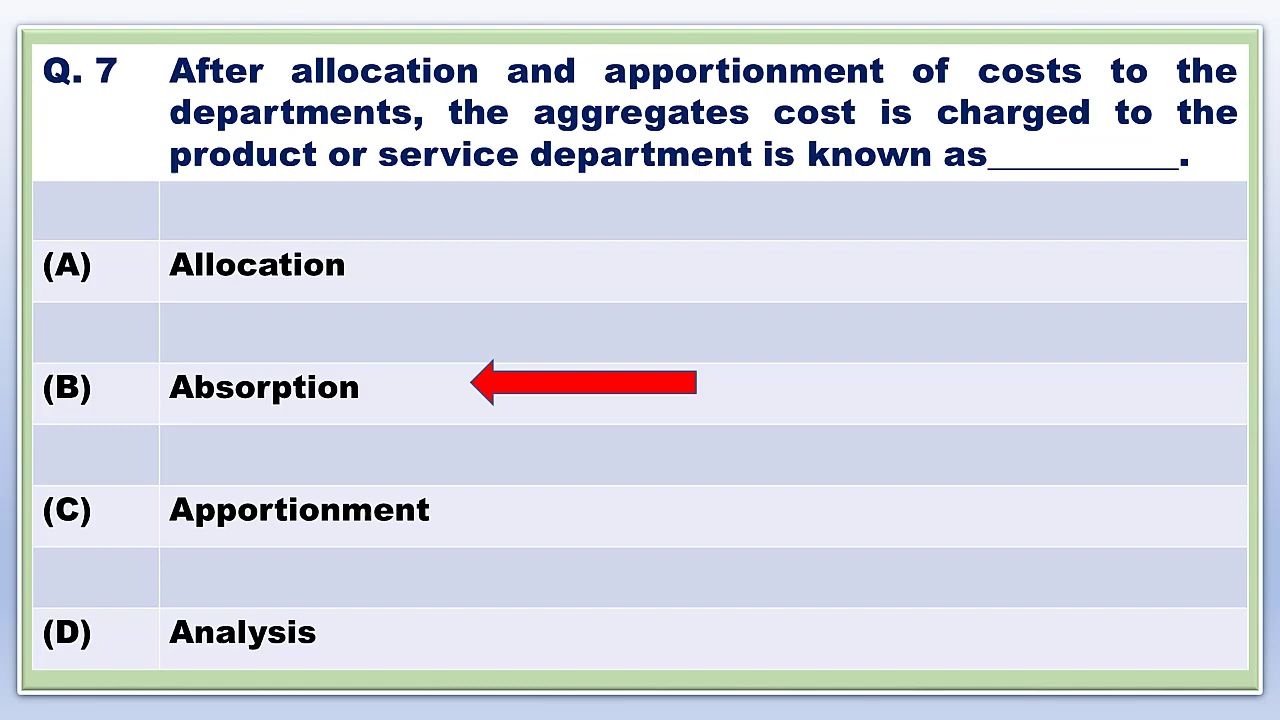 Q. 7 After allocation and apportionment of costs to the
departments, the aggregates cost is charged to the
product or service department is known as___________.
(A) Allocation
(B) Absorption
(C) Apportionment
(D) Analysis